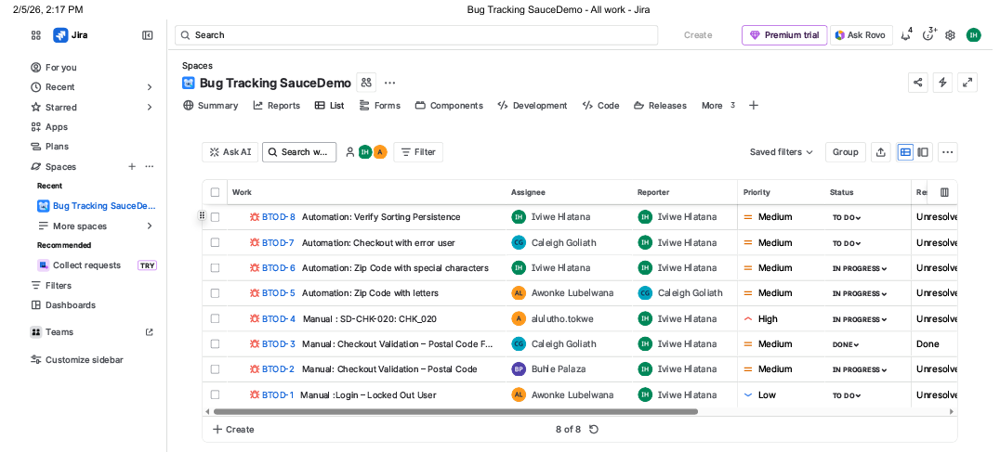 2/5/26, 2:17 PM Bug Tracking SauceDemo - All work - Jira
Jira
Search
Create
Premium trial
Ask Rovo
4
3+
IH
For you
Recent
Starred
Apps
Plans
Spaces
Recent
Bug Tracking SauceDe...
More spaces
Recommended
Collect requests TRY
Filters
Dashboards
Teams
Customize sidebar
Spaces
Bug Tracking SauceDemo
Summary Reports List Forms Components Development Code Releases More 3
Ask AI Search w... IH A Filter Saved filters Group
Work Assignee Reporter Priority Status Res
BTOD-8 Automation: Verify Sorting Persistence IH Iviwe Hlatana IH Iviwe Hlatana Medium TO DO Unresolve
BTOD-7 Automation: Checkout with error user CG Caleigh Goliath IH Iviwe Hlatana Medium TO DO Unresolve
BTOD-6 Automation: Zip Code with special characters IH Iviwe Hlatana IH Iviwe Hlatana Medium IN PROGRESS Unresolve
BTOD-5 Automation: Zip Code with letters AL Awonke Lubelwana CG Caleigh Goliath Medium IN PROGRESS Unresolve
BTOD-4 Manual : SD-CHK-020: CHK_020 A alulutho.tokwe IH Iviwe Hlatana High IN PROGRESS Unresolve
BTOD-3 Manual: Checkout Validation – Postal Code F... CG Caleigh Goliath IH Iviwe Hlatana Medium DONE Done
BTOD-2 Manual: Checkout Validation – Postal Code BP Buhle Palaza IH Iviwe Hlatana Medium IN PROGRESS Unresolve
BTOD-1 Manual :Login – Locked Out User AL Awonke Lubelwana IH Iviwe Hlatana Low TO DO Unresolve
Create 8 of 8